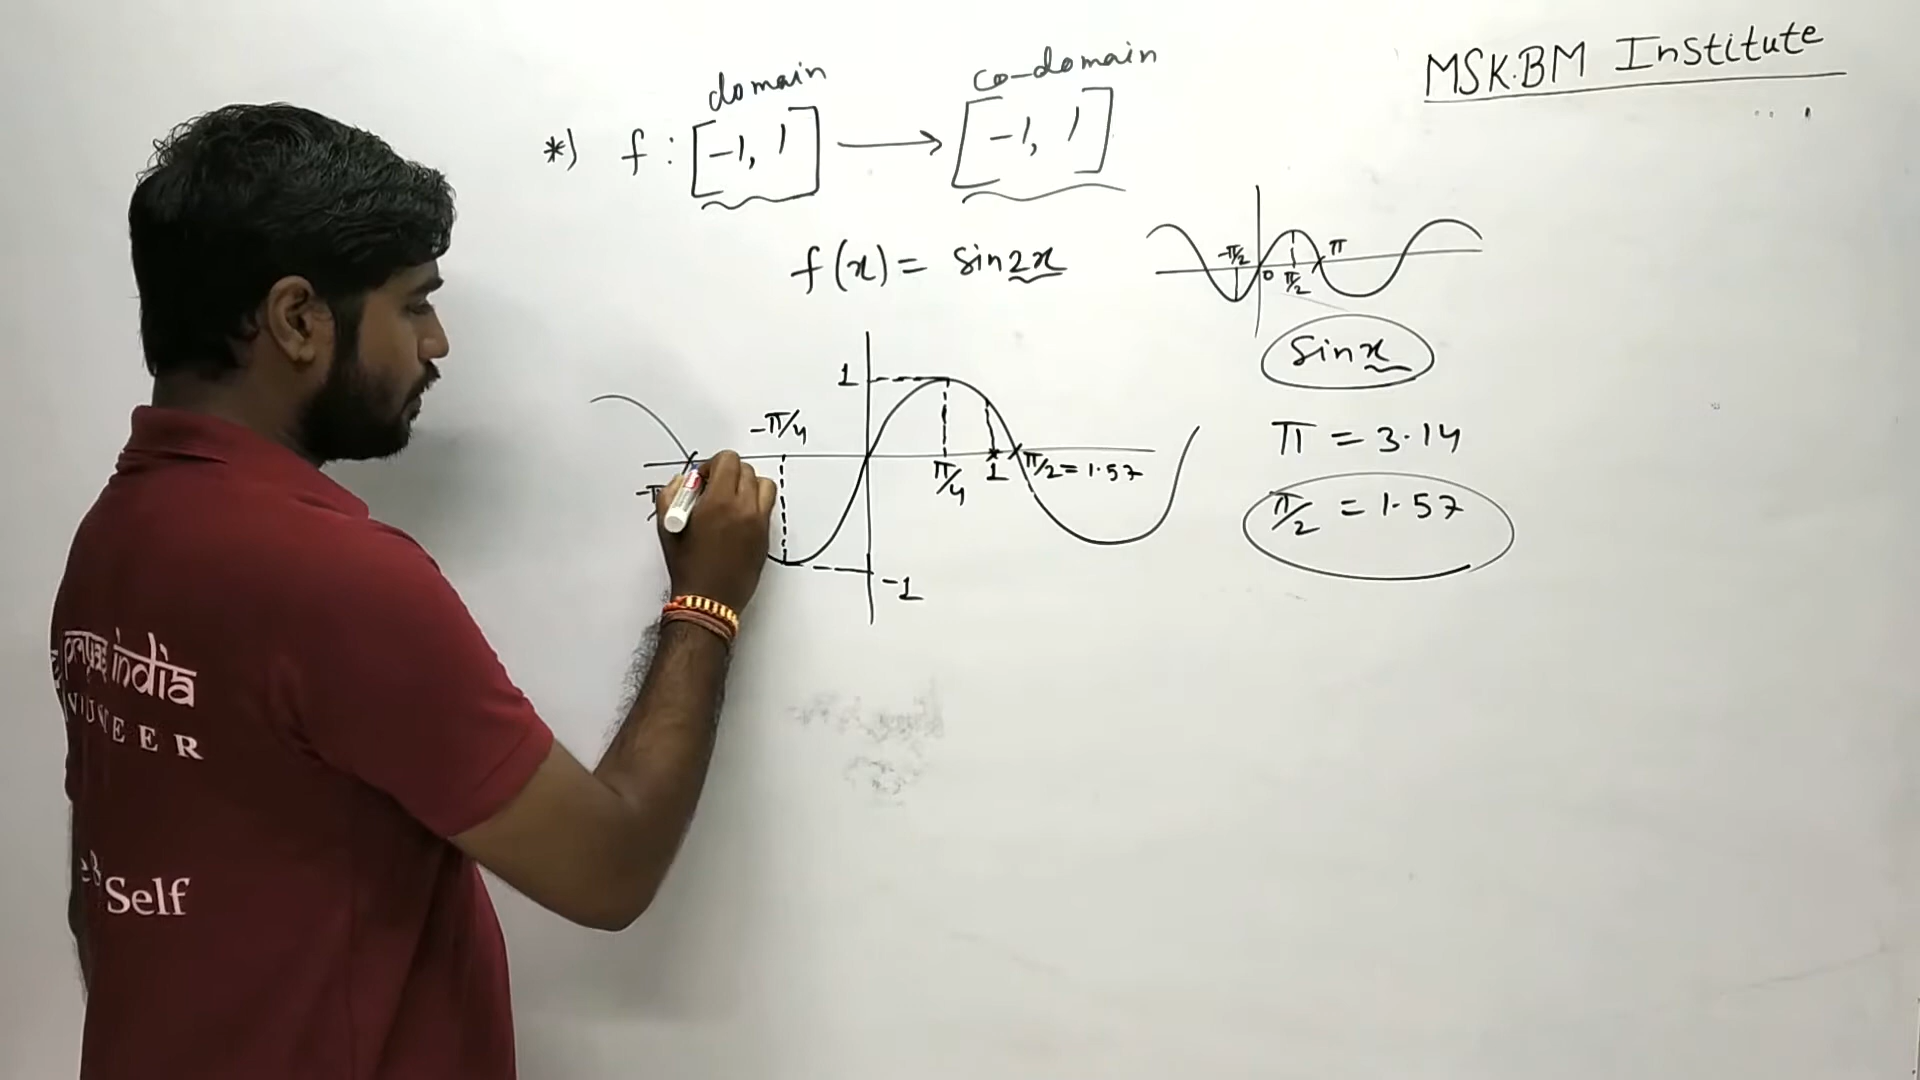 MSK.BM Institute
domain
co-domain
*) f : [-1, 1] ⟶ [-1, 1]
f(x) = sin2x
-π/2
0
π/2
π
sinx
1
-π/4
π/4
1
π/2 = 1.57
-1
π = 3.14
π/2 = 1.57
india
Self